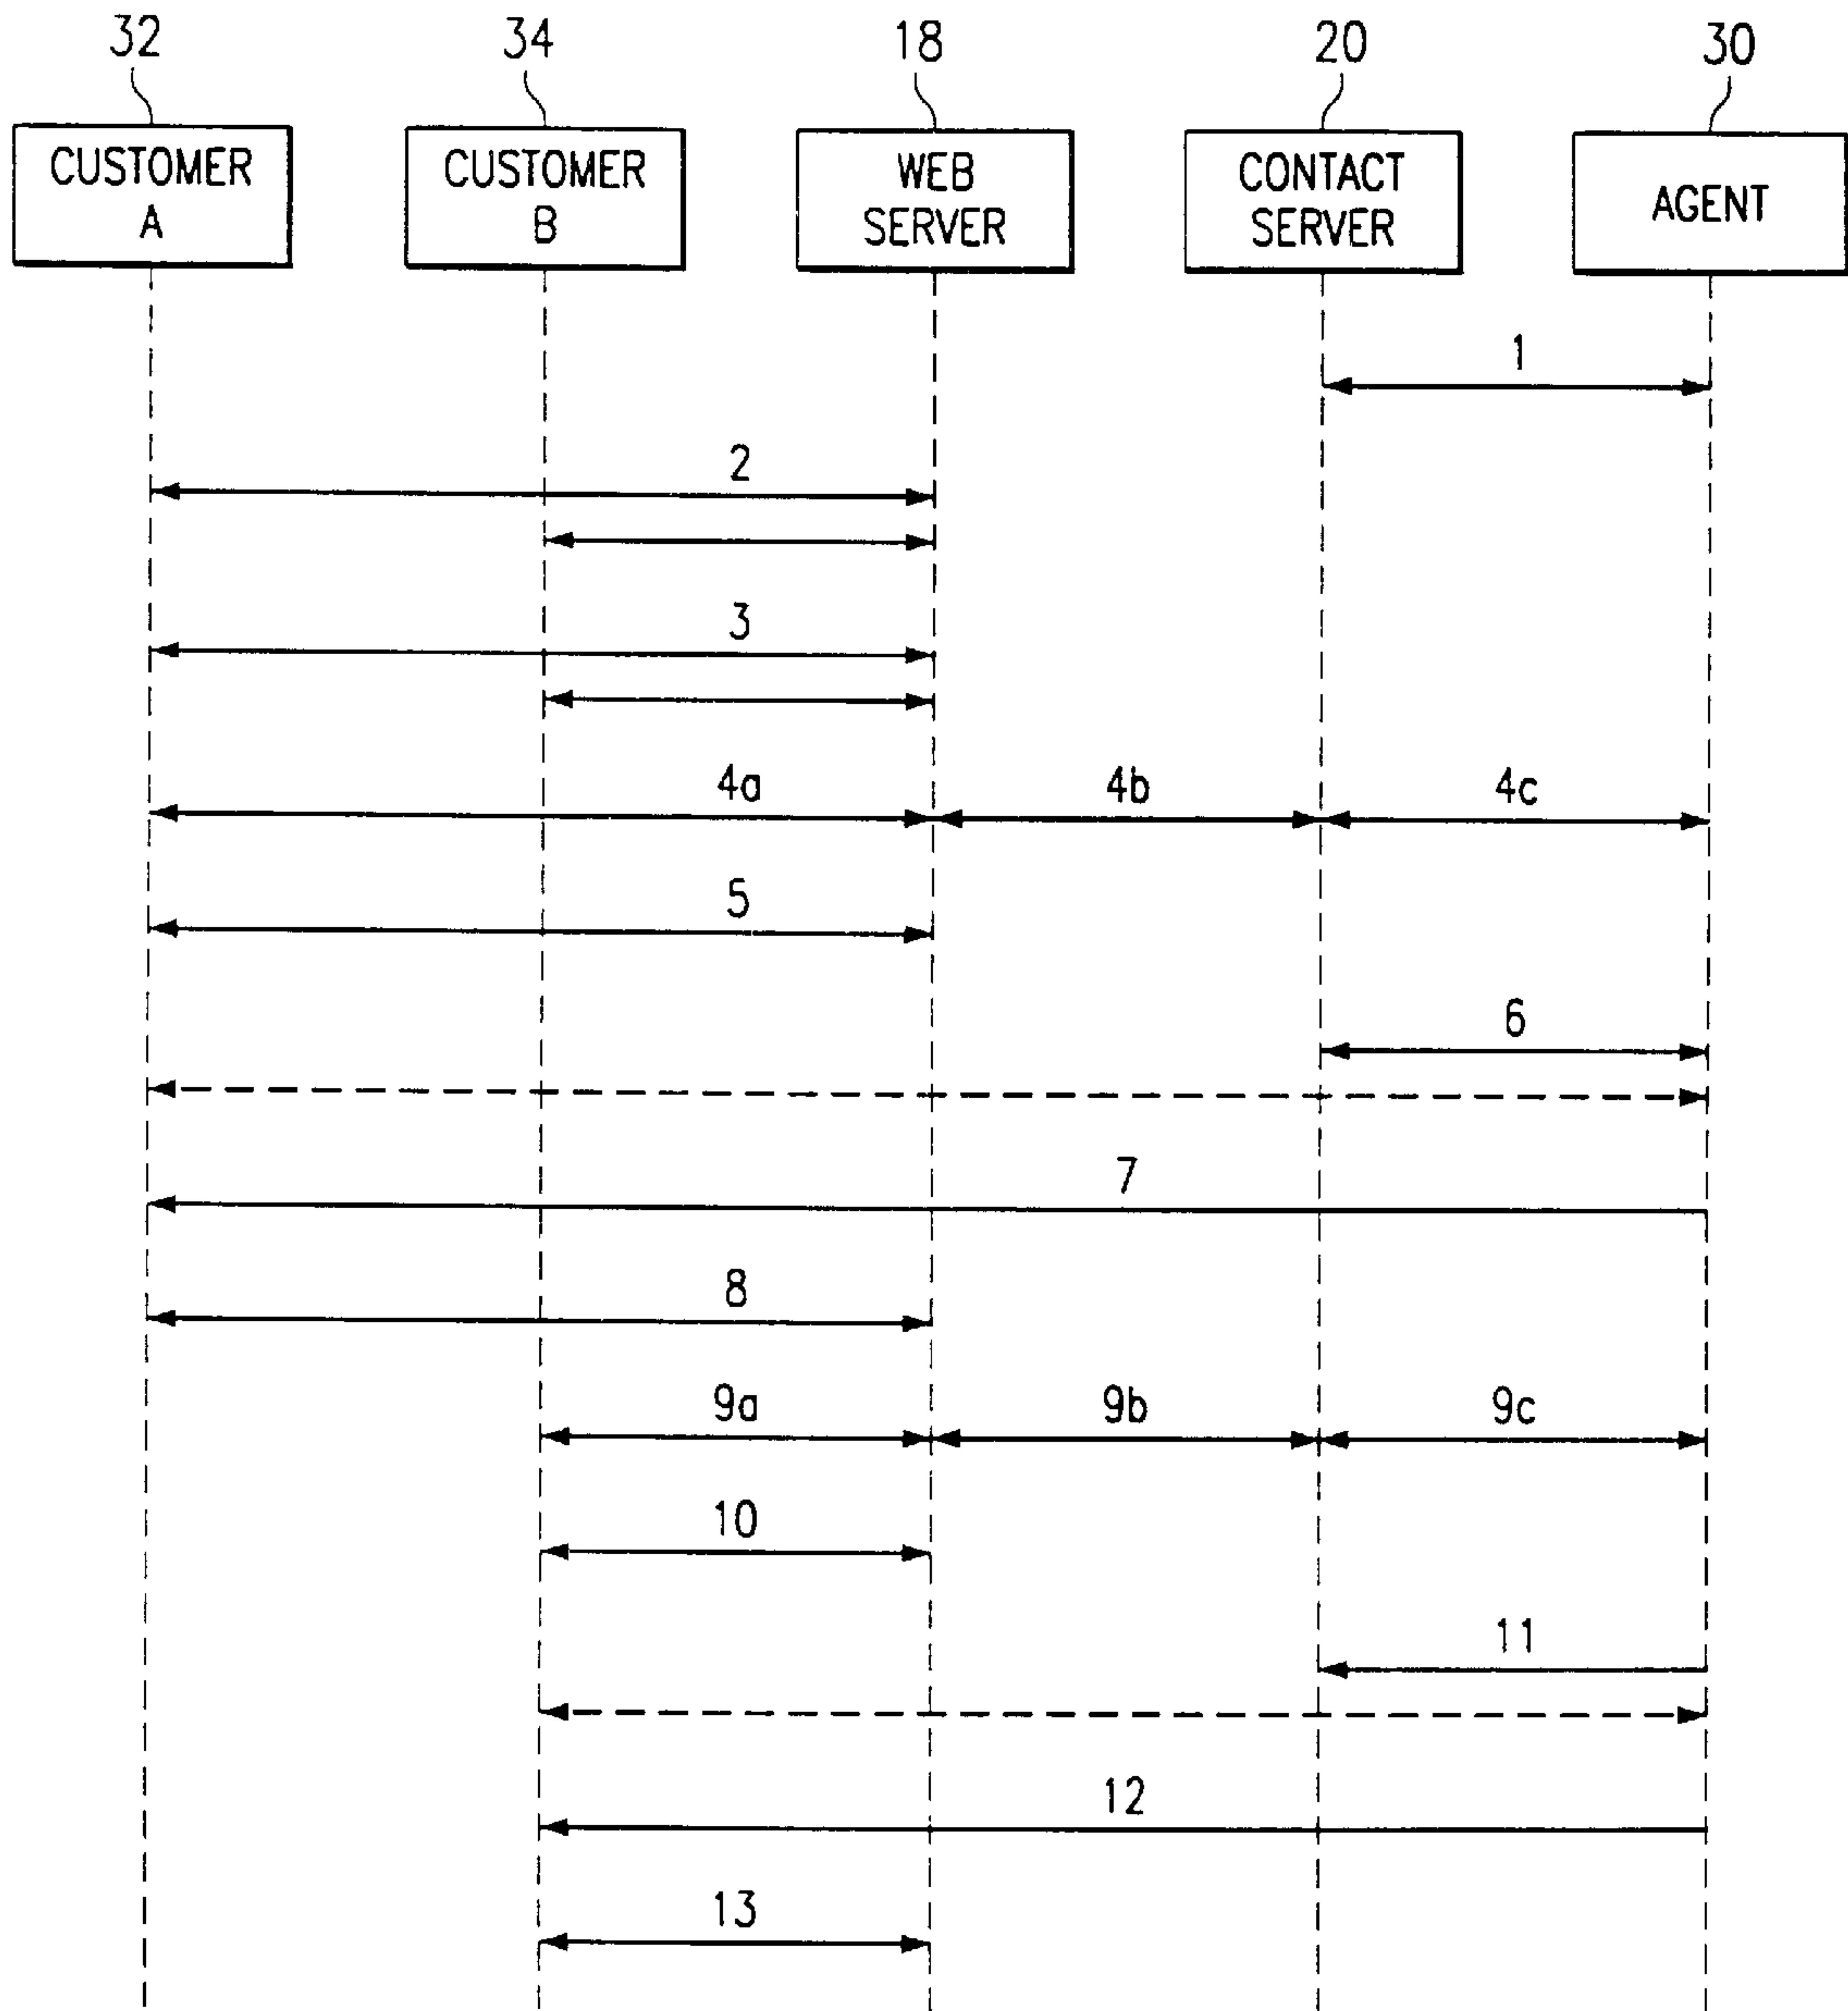 32
34
18
20
30
CUSTOMER
A
CUSTOMER
B
WEB
SERVER
CONTACT
SERVER
AGENT
1
2
3
4a
4b
4c
5
6
7
8
9a
9b
9c
10
11
12
13